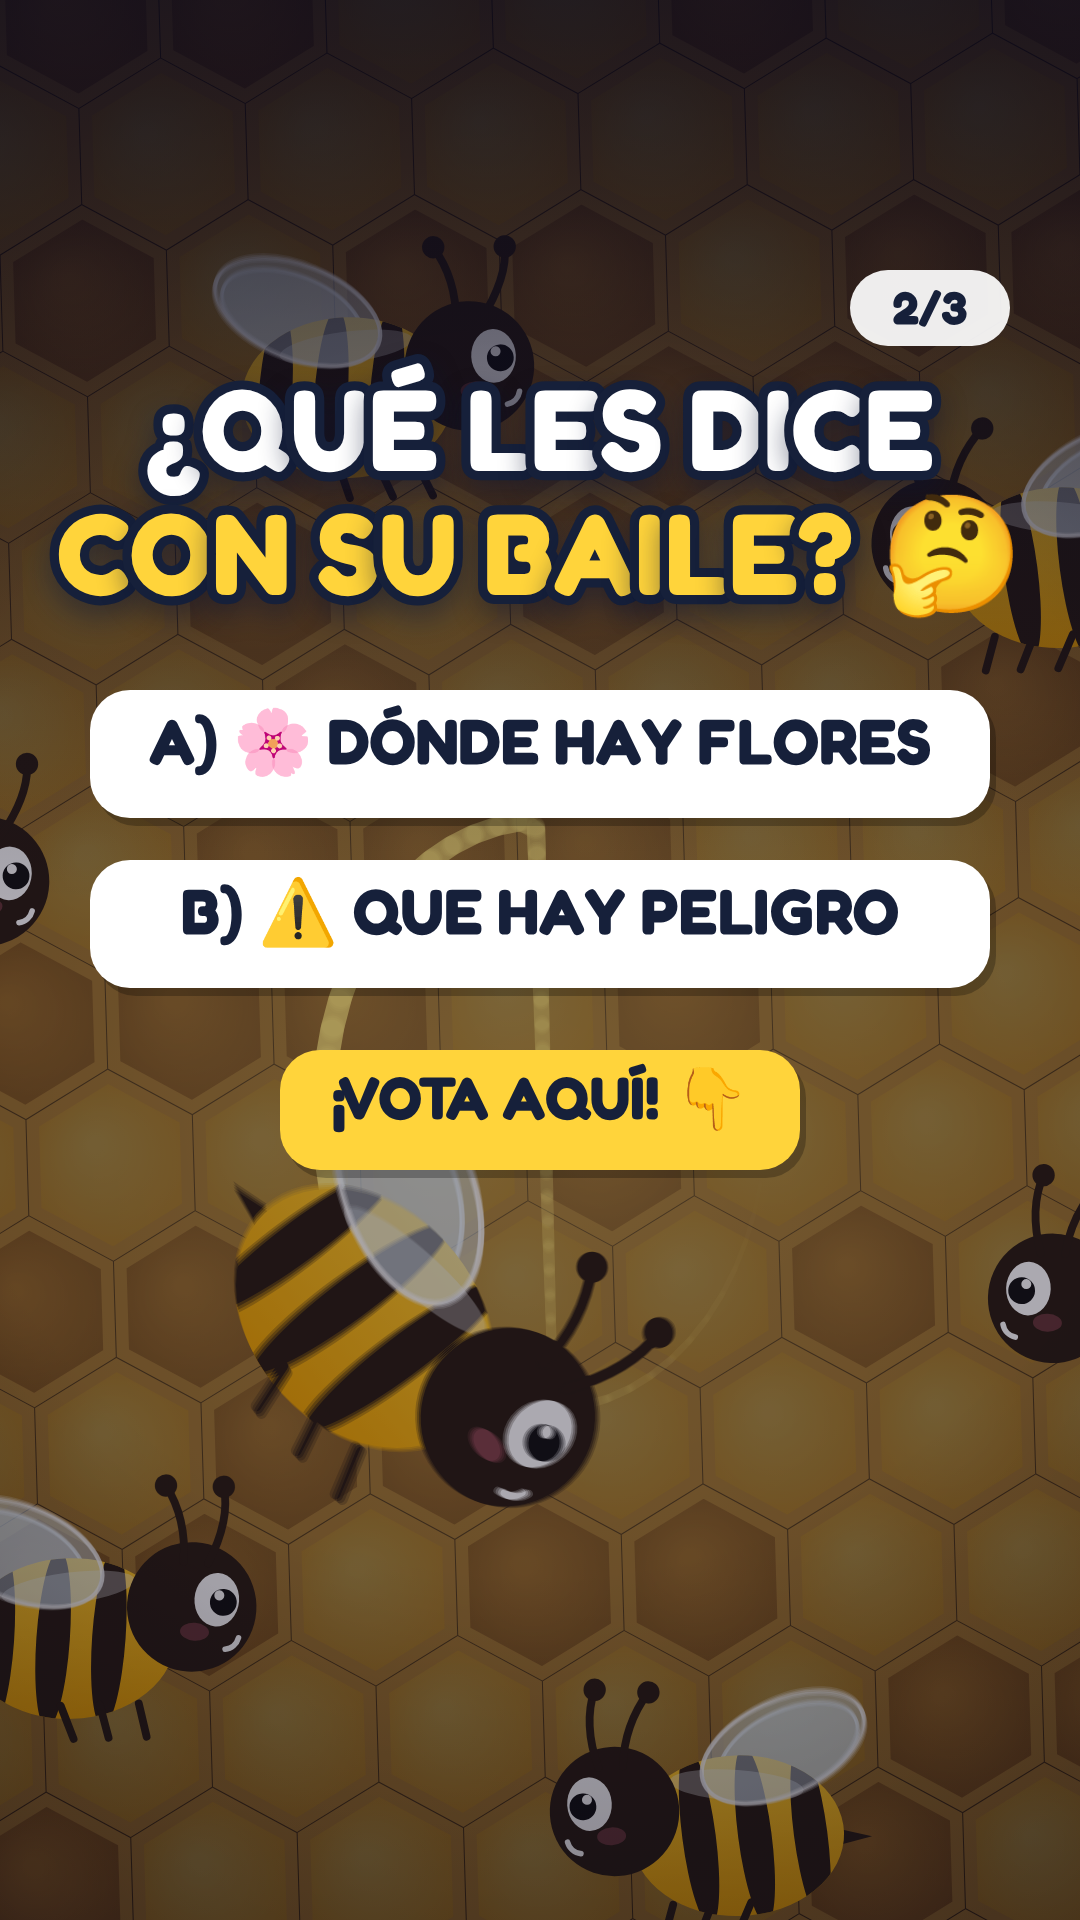 2/3
¿QUÉ LES DICE
CON SU BAILE? 🤔
A) 🌸 DÓNDE HAY FLORES
B) ⚠️ QUE HAY PELIGRO
¡VOTA AQUÍ! 👇